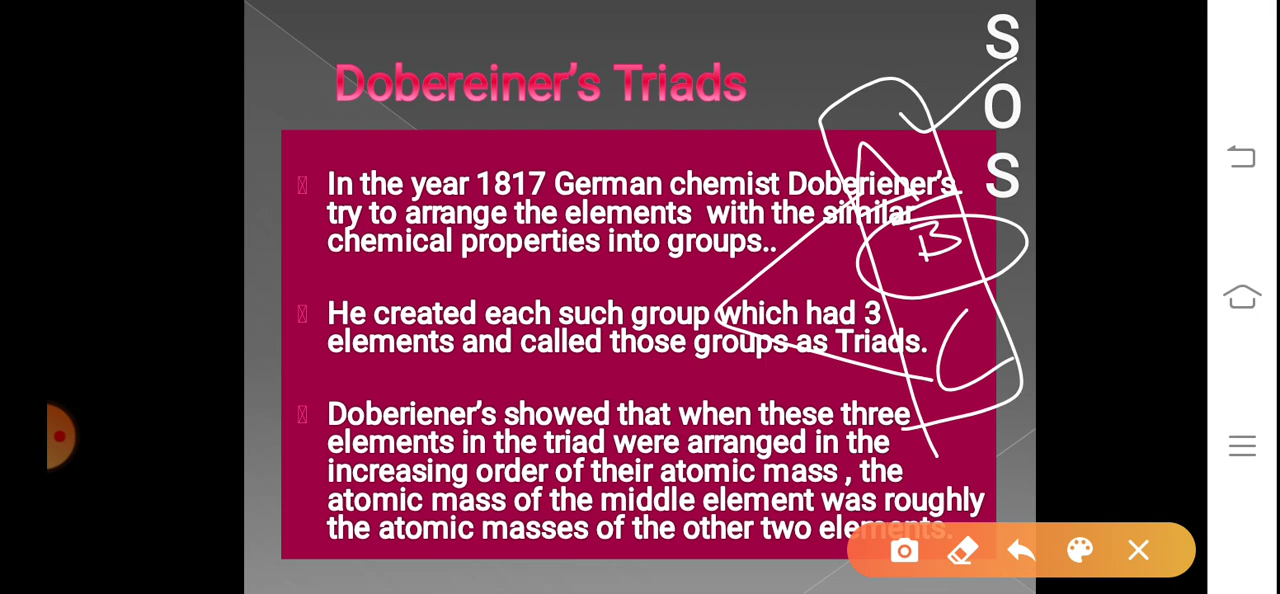 Dobereiner's Triads
S
O
S
In the year 1817 German chemist Doberiener's
try to arrange the elements with the similar
chemical properties into groups..
He created each such group which had 3
elements and called those groups as Triads.
Doberiener's showed that when these three
elements in the triad were arranged in the
increasing order of their atomic mass , the
atomic mass of the middle element was roughly
the atomic masses of the other two elements.
A
B
C